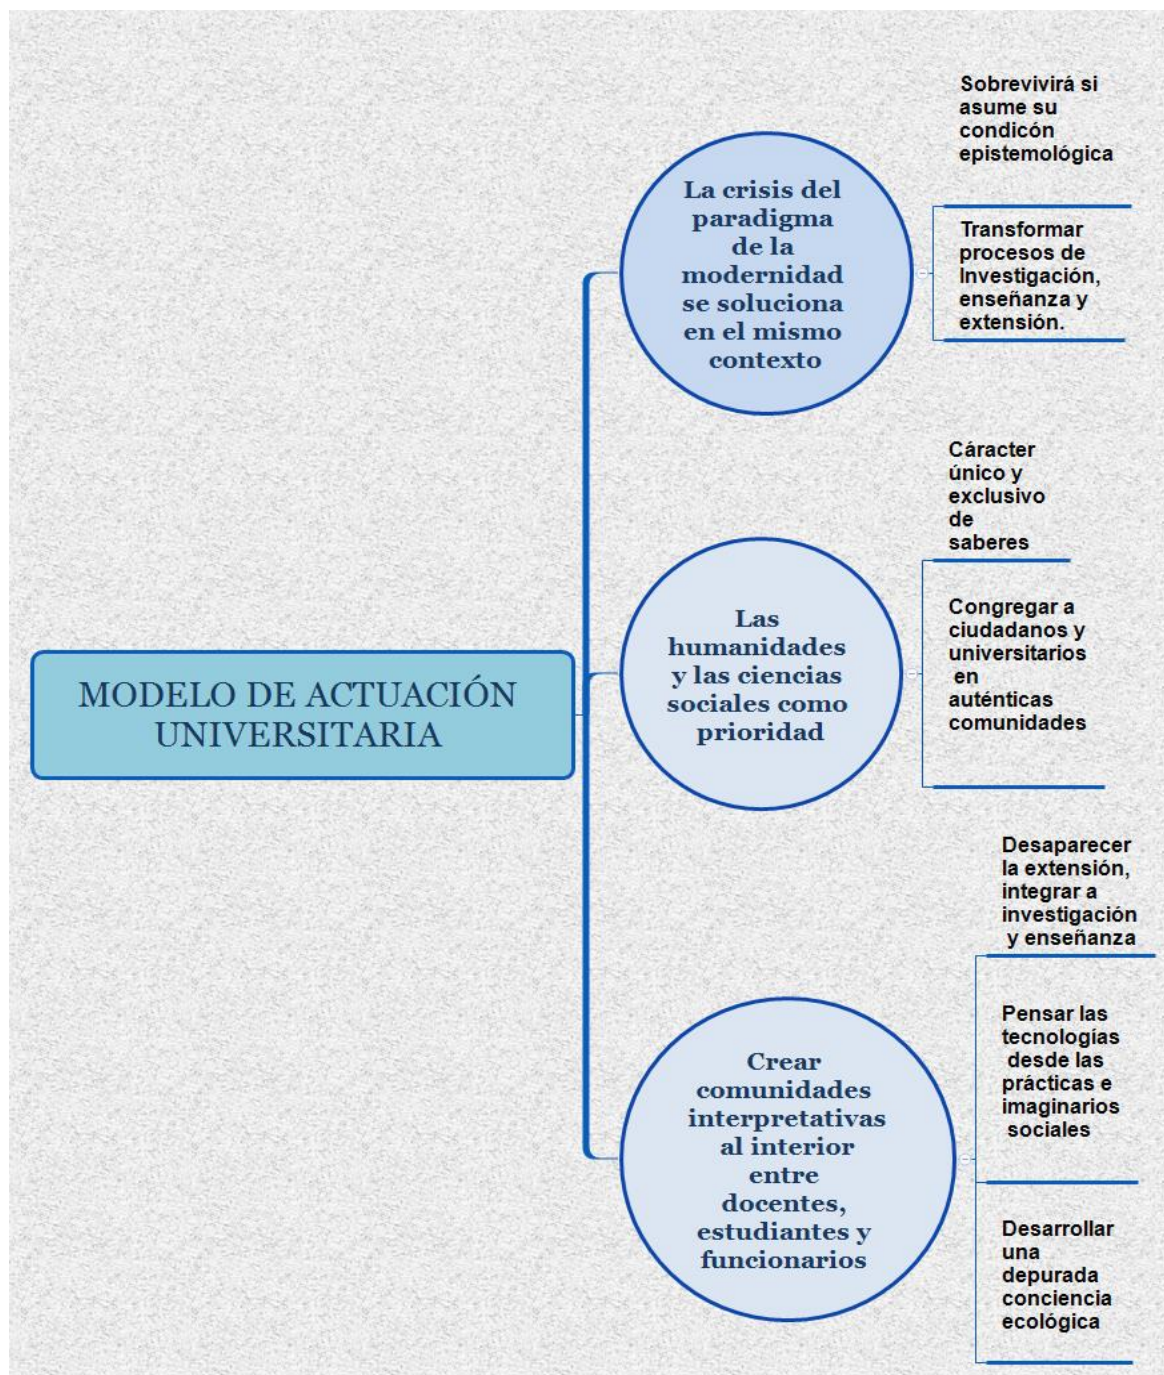 MODELO DE ACTUACIÓN
UNIVERSITARIA
La crisis del
paradigma
de la
modernidad
se soluciona
en el mismo
contexto
Sobrevivirá si
asume su
condicón
epistemológica
Transformar
procesos de
Investigación,
enseñanza y
extensión.
Las
humanidades
y las ciencias
sociales como
prioridad
Cáracter
único y
exclusivo
de
saberes
Congregar a
ciudadanos y
universitarios
en
auténticas
comunidades
Crear
comunidades
interpretativas
al interior
entre
docentes,
estudiantes y
funcionarios
Desaparecer
la extensión,
integrar a
investigación
y enseñanza
Pensar las
tecnologías
desde las
prácticas e
imaginarios
sociales
Desarrollar
una
depurada
conciencia
ecológica